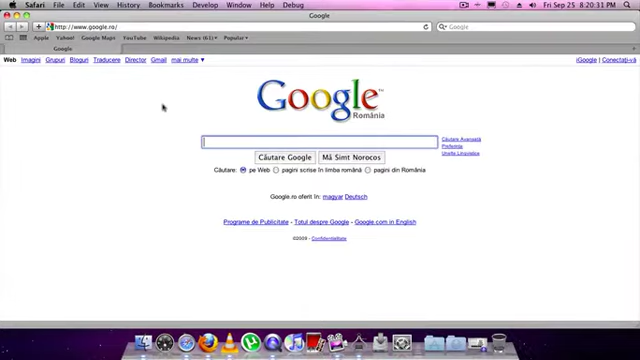 Safari File Edit View History Bookmarks Develop Window Help Debug Fri Sep 25 8:20:31 PM
Google
http://www.google.ro/ Google
Apple Yahoo! Google Maps YouTube Wikipedia News (61) Popular
Google
Web Imagini Grupuri Bloguri Traducere Director Gmail mai multe iGoogle | Conectaţi-vă
Google™
România
Căutare Avansată
Preferinţe
Unelte Lingvistice
Căutare Google Mă Simt Norocos
Căutare: pe Web pagini scrise în limba română pagini din România
Google.ro oferit în: magyar Deutsch
Programe de Publicitate - Totul despre Google - Google.com in English
©2009 - Confidenţialitate